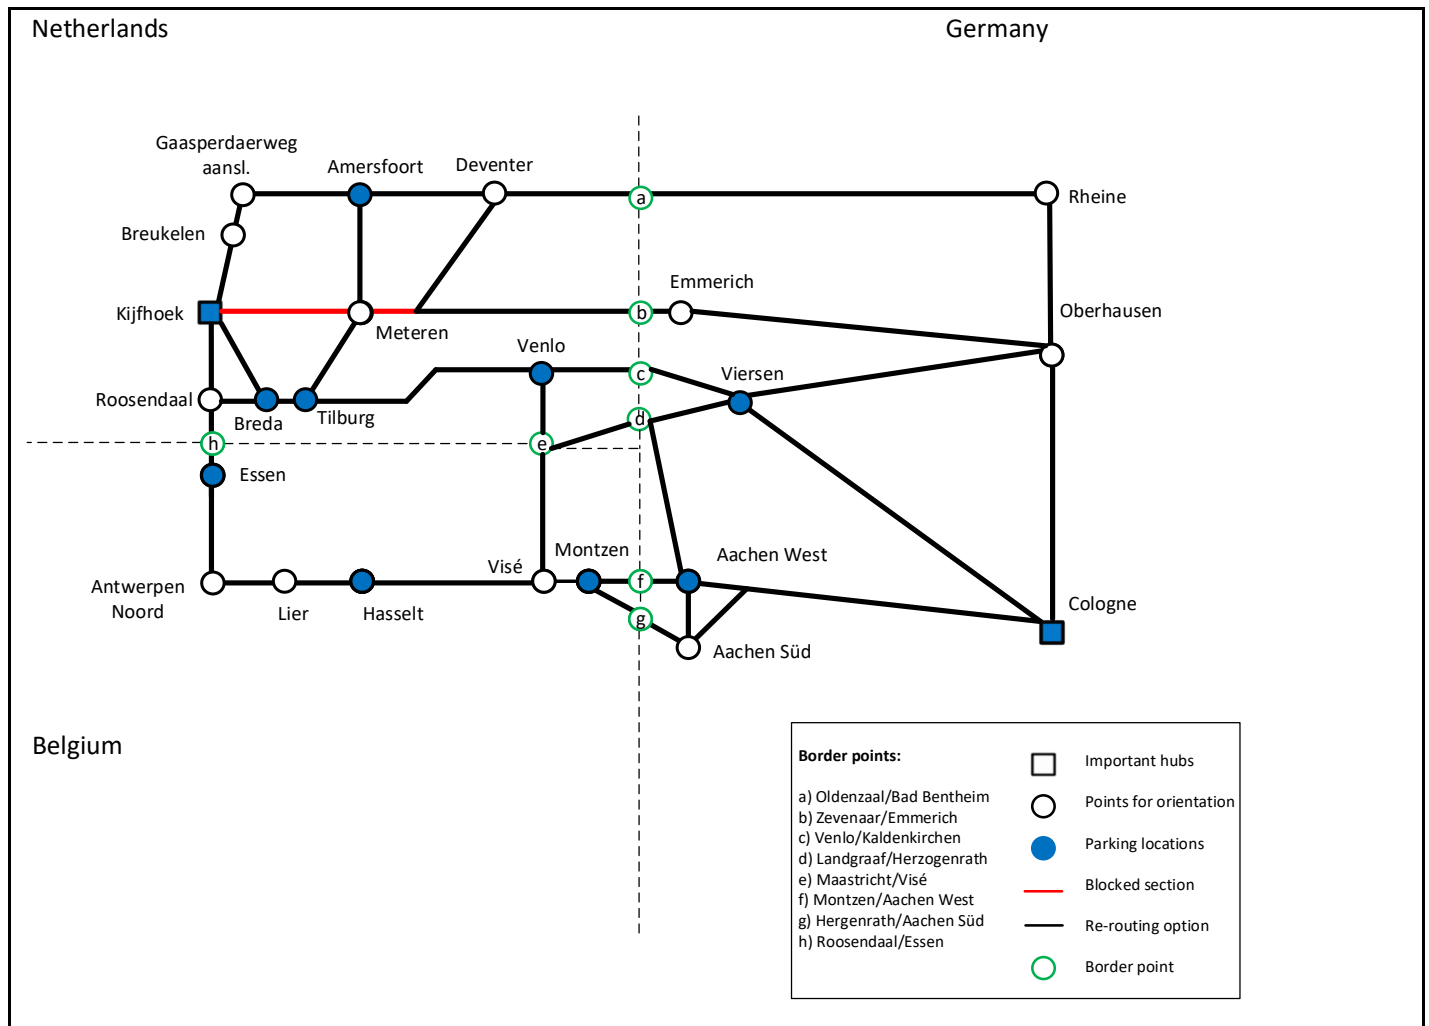 Netherlands
Germany
Gaasperdaerweg
aansl.
Amersfoort
Deventer
a
Rheine
Breukelen
Emmerich
Kijfhoek
b
Oberhausen
Meteren
Venlo
c
Viersen
Roosendaal
Breda
Tilburg
d
h
e
Essen
Montzen
Aachen West
Visé
f
Antwerpen
Noord
Lier
Hasselt
g
Cologne
Aachen Süd
Belgium
Border points:
a) Oldenzaal/Bad Bentheim
b) Zevenaar/Emmerich
c) Venlo/Kaldenkirchen
d) Landgraaf/Herzogenrath
e) Maastricht/Visé
f) Montzen/Aachen West
g) Hergenrath/Aachen Süd
h) Roosendaal/Essen
Important hubs
Points for orientation
Parking locations
Blocked section
Re-routing option
Border point